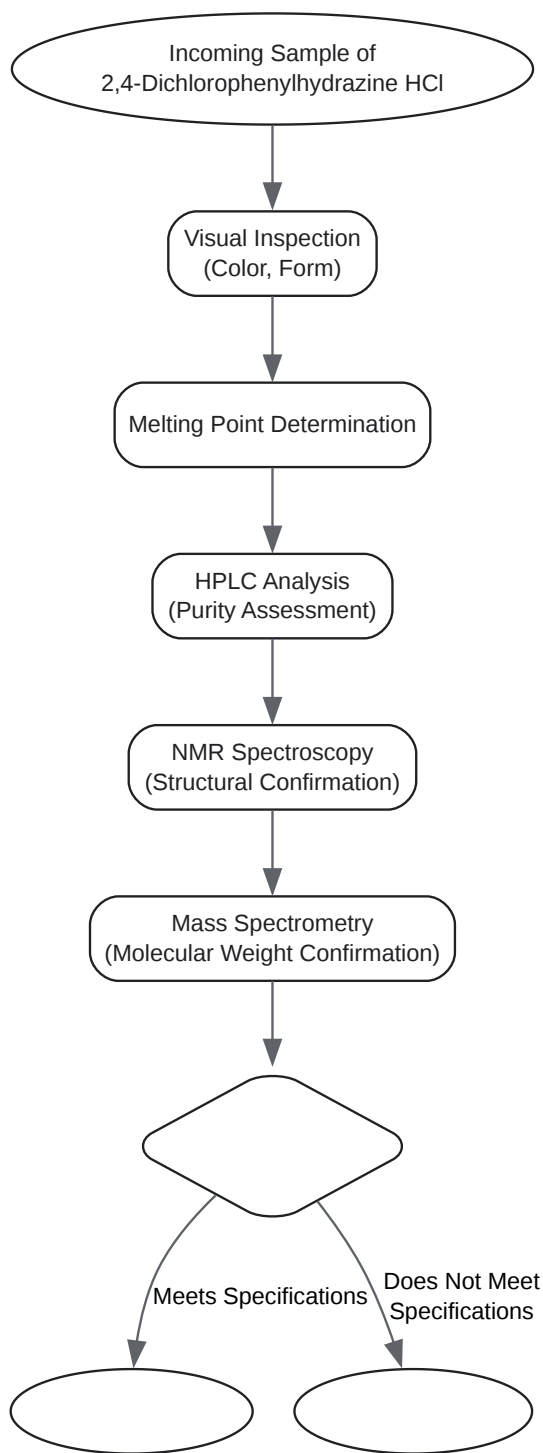 Incoming Sample of
2,4-Dichlorophenylhydrazine HCl
Visual Inspection
(Color, Form)
Melting Point Determination
HPLC Analysis
(Purity Assessment)
NMR Spectroscopy
(Structural Confirmation)
Mass Spectrometry
(Molecular Weight Confirmation)
Meets Specifications
Does Not Meet
Specifications